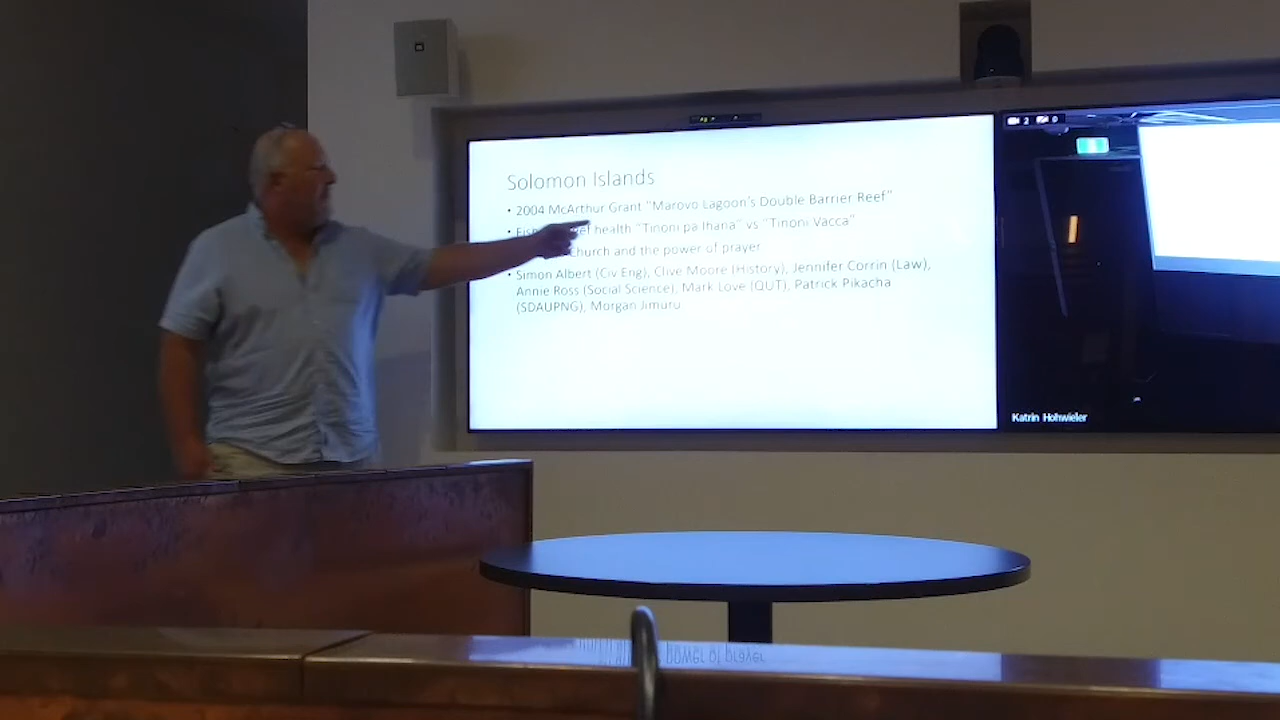 Solomon Islands
• 2004 McArthur Grant "Marovo Lagoon's Double Barrier Reef"
health "Tinoni pa Ihana" vs "Tinoni Vacca"
Church and the power of prayer
• Simon Albert (Civ Eng), Clive Moore (History), Jennifer Corrin (Law),
Annie Ross (Social Science), Mark Love (QUT), Patrick Pikacha
(SDAUPNG), Morgan Jimuru
2 0
Katrin Hohwieler